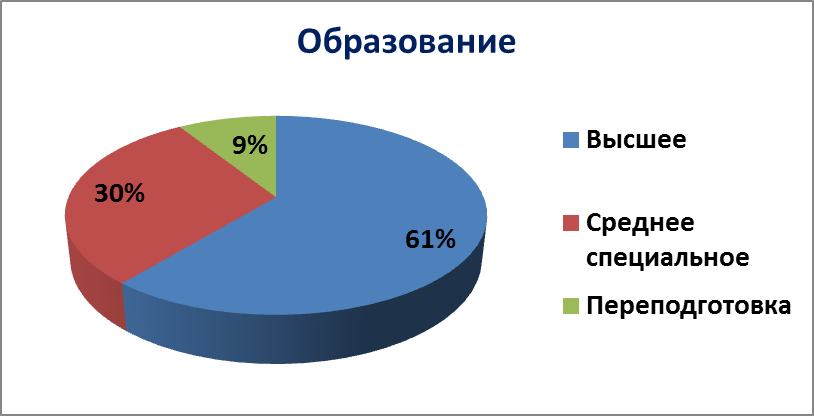 Образование
9%
30%
61%
Высшее
Среднее
специальное
Переподготовка